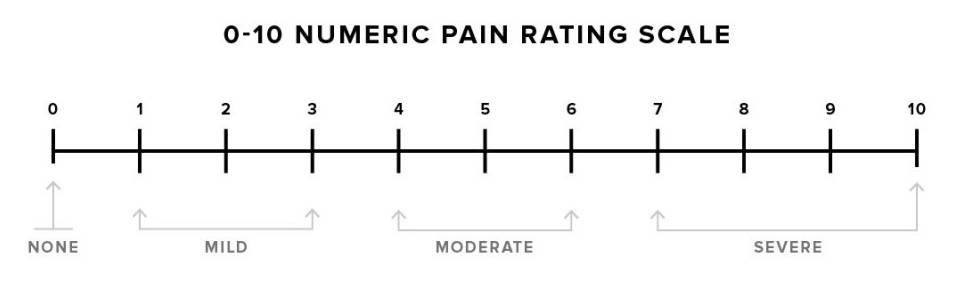 0-10 NUMERIC PAIN RATING SCALE
0 1 2 3 4 5 6 7 8 9 10
NONE MILD MODERATE SEVERE